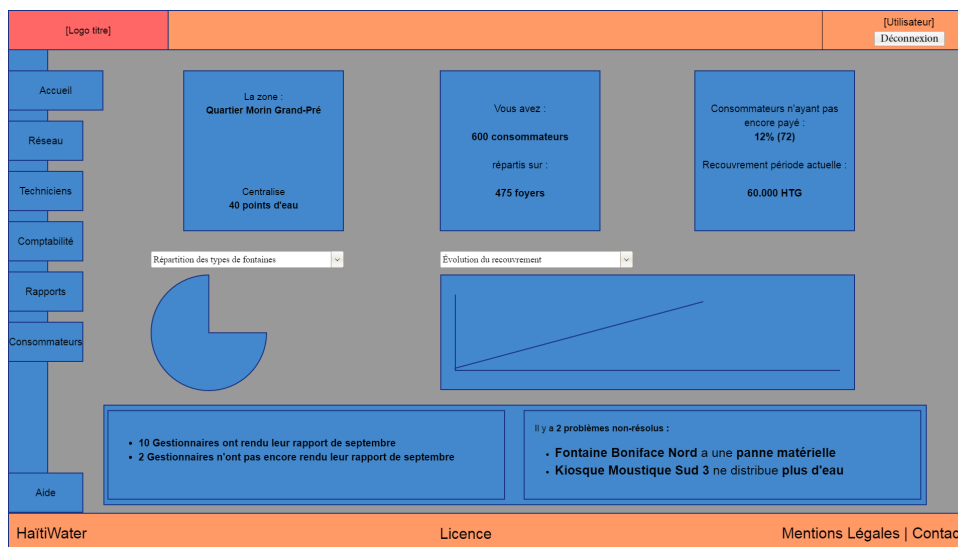 [Logo titre]
[Utilisateur]
Déconnexion
Accueil
Réseau
Techniciens
Comptabilité
Rapports
Consommateurs
Aide
La zone :
Quartier Morin Grand-Pré
Centralise
40 points d'eau
Vous avez :
600 consommateurs
répartis sur :
475 foyers
Consommateurs n'ayant pas
encore payé :
12% (72)
Recouvrement période actuelle :
60.000 HTG
Répartition des types de fontaines
Évolution du recouvrement
10 Gestionnaires ont rendu leur rapport de septembre
2 Gestionnaires n'ont pas encore rendu leur rapport de septembre
Il y a 2 problèmes non-résolus :
Fontaine Boniface Nord a une panne matérielle
Kiosque Moustique Sud 3 ne distribue plus d'eau
HaïtiWater
Licence
Mentions Légales | Contac